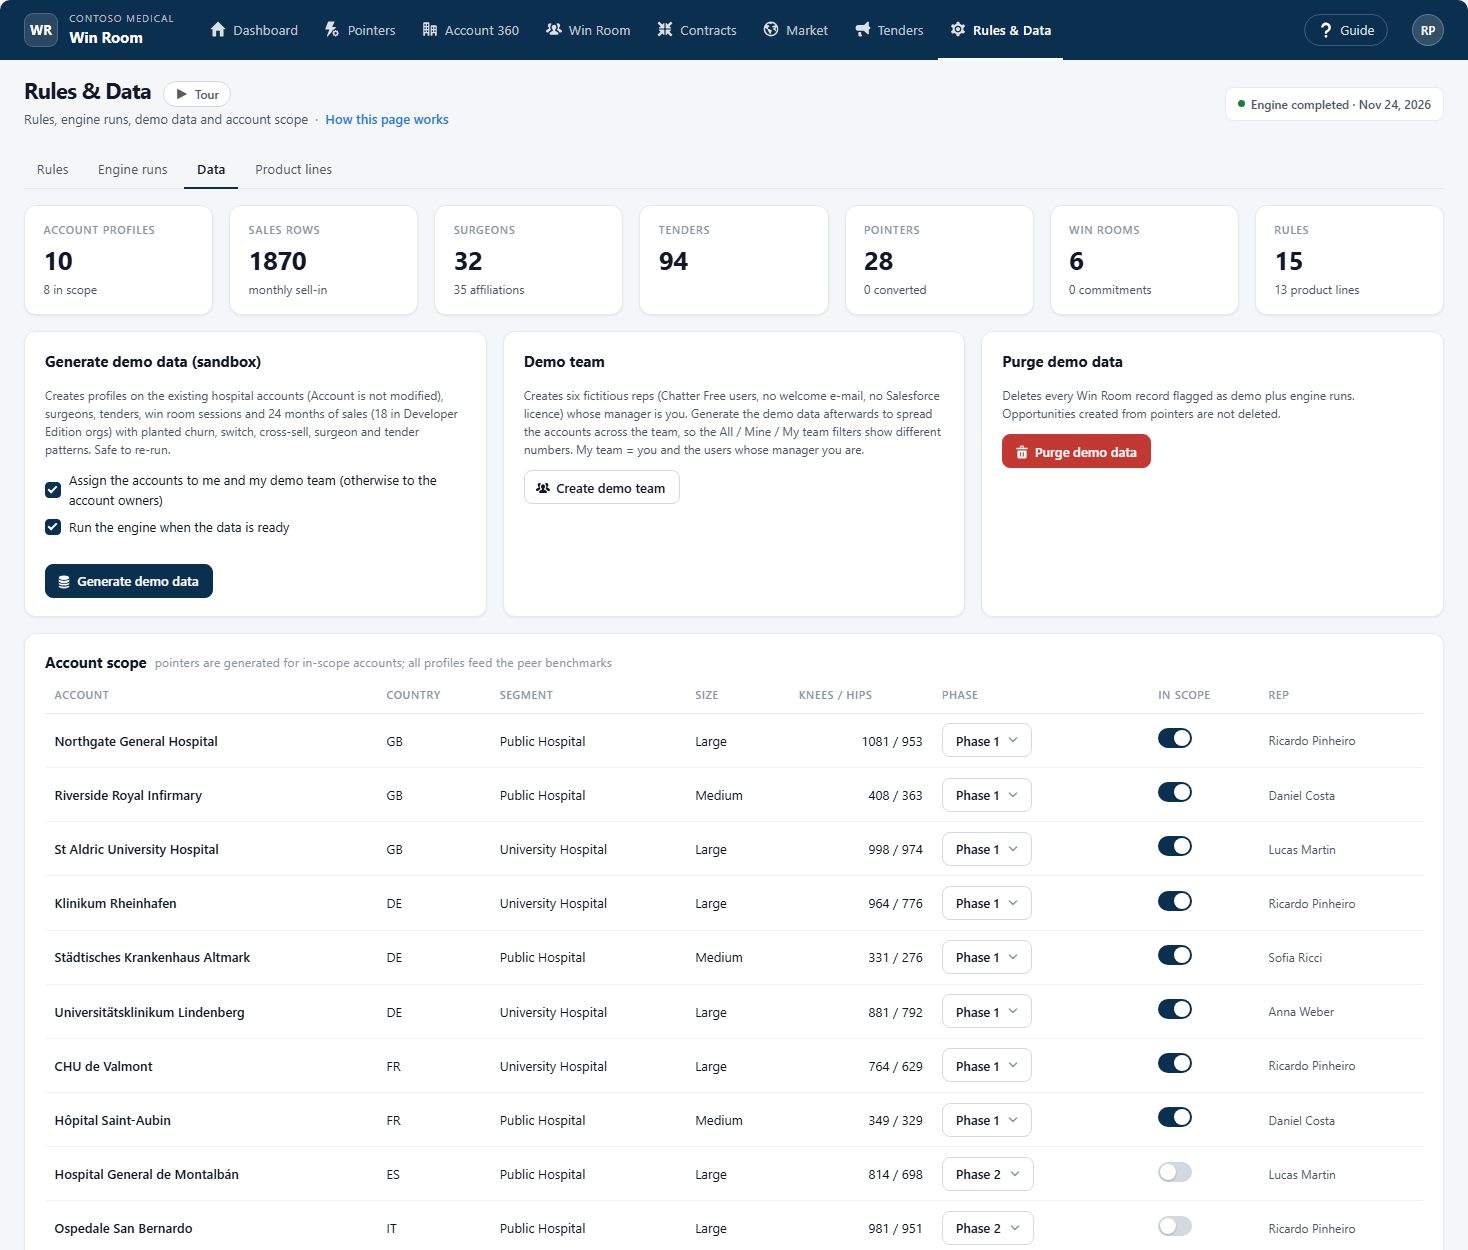 WR
CONTOSO MEDICAL
Win Room
Dashboard
Pointers
Account 360
Win Room
Contracts
Market
Tenders
Rules & Data
? Guide
RP
Rules & Data
Tour
Rules, engine runs, demo data and account scope · How this page works
Engine completed · Nov 24, 2026
Rules
Engine runs
Data
Product lines
ACCOUNT PROFILES
10
8 in scope
SALES ROWS
1870
monthly sell-in
SURGEONS
32
35 affiliations
TENDERS
94
POINTERS
28
0 converted
WIN ROOMS
6
0 commitments
RULES
15
13 product lines
Generate demo data (sandbox)
Creates profiles on the existing hospital accounts (Account is not modified),
surgeons, tenders, win room sessions and 24 months of sales (18 in Developer
Edition orgs) with planted churn, switch, cross-sell, surgeon and tender
patterns. Safe to re-run.
Assign the accounts to me and my demo team (otherwise to the
account owners)
Run the engine when the data is ready
Generate demo data
Demo team
Creates six fictitious reps (Chatter Free users, no welcome e-mail, no Salesforce
licence) whose manager is you. Generate the demo data afterwards to spread
the accounts across the team, so the All / Mine / My team filters show different
numbers. My team = you and the users whose manager you are.
Create demo team
Purge demo data
Deletes every Win Room record flagged as demo plus engine runs.
Opportunities created from pointers are not deleted.
Purge demo data
Account scope pointers are generated for in-scope accounts; all profiles feed the peer benchmarks
ACCOUNT COUNTRY SEGMENT SIZE KNEES / HIPS PHASE IN SCOPE REP
Northgate General Hospital GB Public Hospital Large 1081 / 953 Phase 1 Ricardo Pinheiro
Riverside Royal Infirmary GB Public Hospital Medium 408 / 363 Phase 1 Daniel Costa
St Aldric University Hospital GB University Hospital Large 998 / 974 Phase 1 Lucas Martin
Klinikum Rheinhafen DE University Hospital Large 964 / 776 Phase 1 Ricardo Pinheiro
Städtisches Krankenhaus Altmark DE Public Hospital Medium 331 / 276 Phase 1 Sofia Ricci
Universitätsklinikum Lindenberg DE University Hospital Large 881 / 792 Phase 1 Anna Weber
CHU de Valmont FR University Hospital Large 764 / 629 Phase 1 Ricardo Pinheiro
Hôpital Saint-Aubin FR Public Hospital Medium 349 / 329 Phase 1 Daniel Costa
Hospital General de Montalbán ES Public Hospital Large 814 / 698 Phase 2 Lucas Martin
Ospedale San Bernardo IT Public Hospital Large 981 / 951 Phase 2 Ricardo Pinheiro